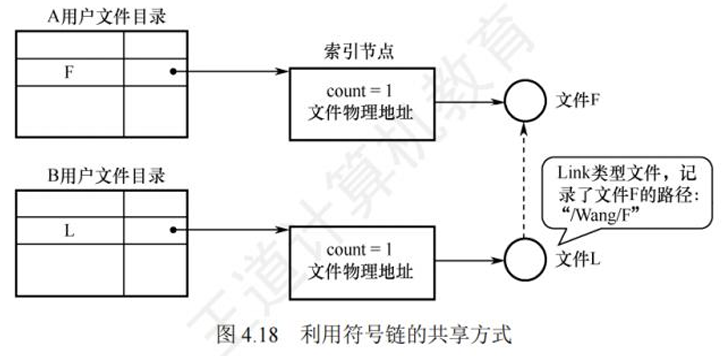 A用户文件目录
F
索引节点
count = 1
文件物理地址
文件F
B用户文件目录
L
count = 1
文件物理地址
Link类型文件，记
录了文件F的路径：
“/Wang/F”
文件L
王道计算机教育
图 4.18 利用符号链的共享方式